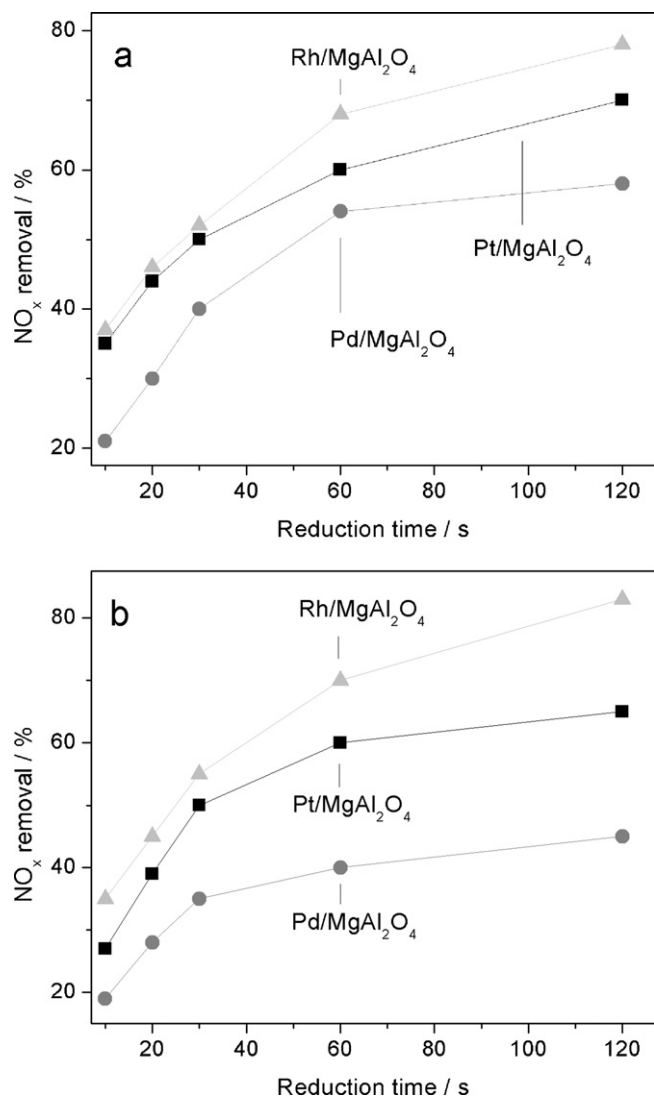 a
Rh/MgAl₂O₄
Pt/MgAl₂O₄
Pd/MgAl₂O₄
NOₓ removal / %
80
60
40
20
20 40 60 80 100 120
Reduction time / s
b
Rh/MgAl₂O₄
Pt/MgAl₂O₄
Pd/MgAl₂O₄
NOₓ removal / %
80
60
40
20
20 40 60 80 100 120
Reduction time / s